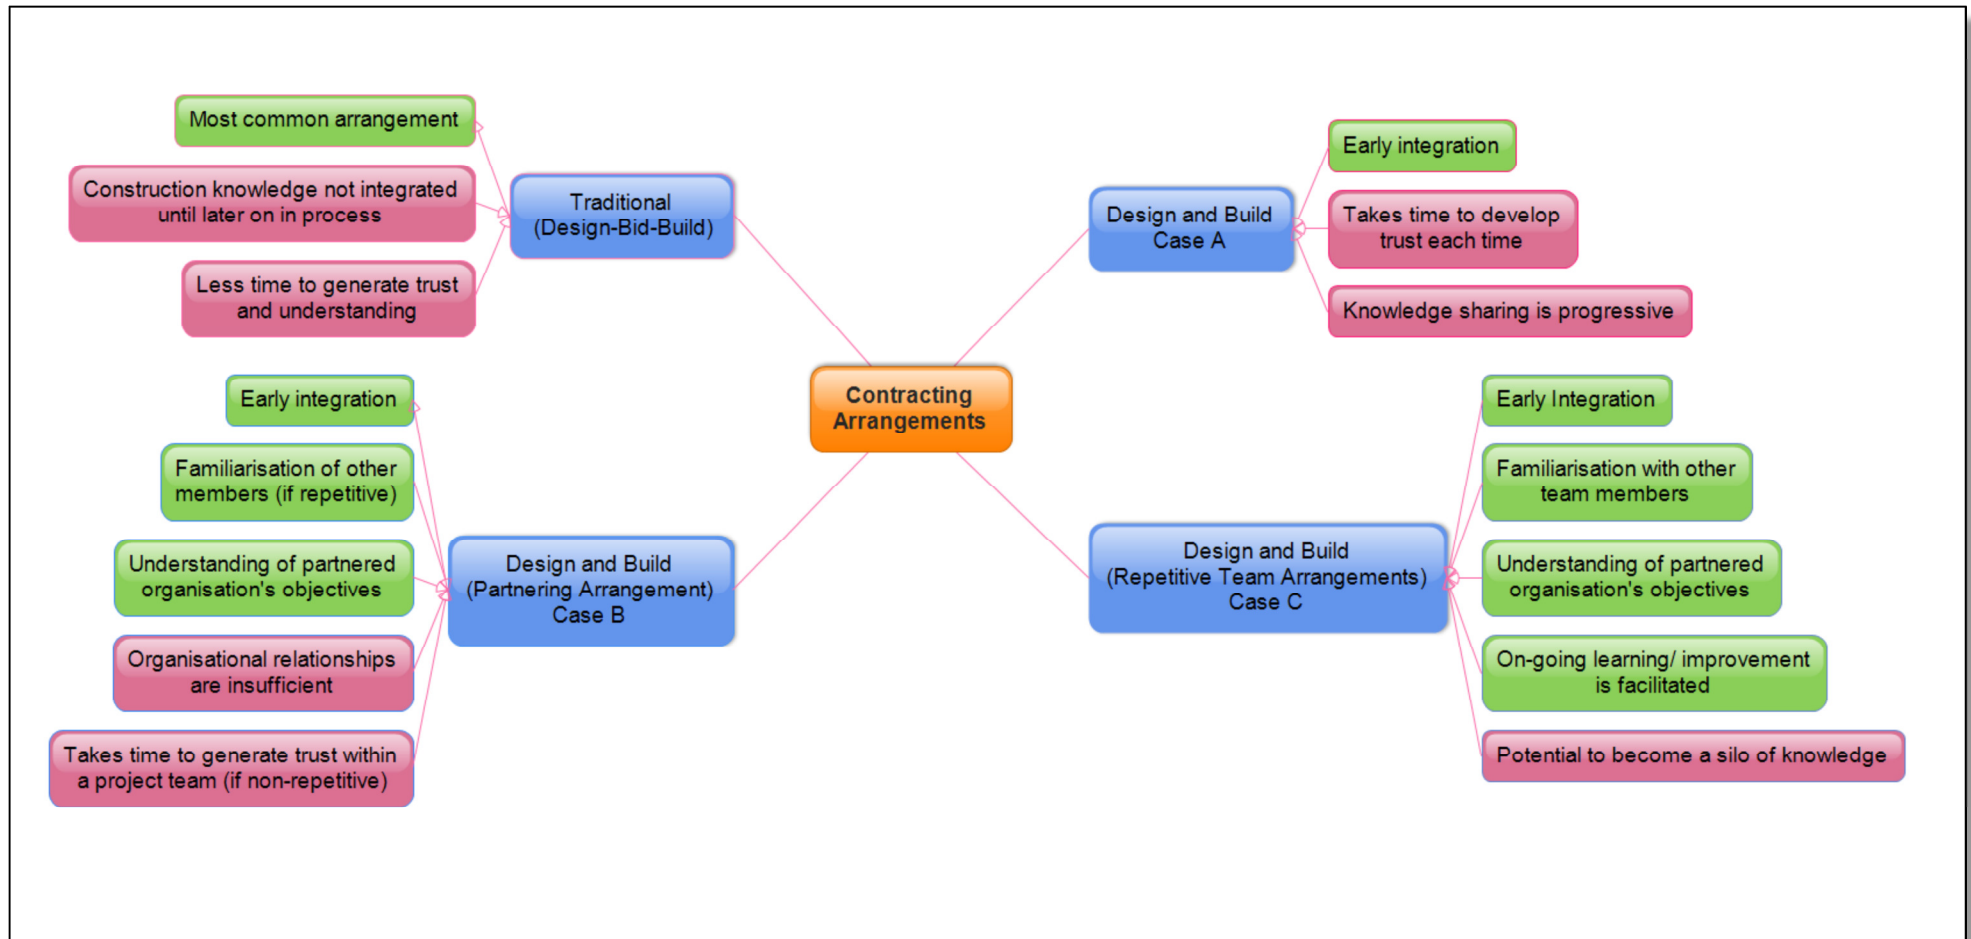 Most common arrangement
Construction knowledge not integrated
until later on in process
Less time to generate trust
and understanding
Traditional
(Design-Bid-Build)
Early integration
Familiarisation of other
members (if repetitive)
Understanding of partnered
organisation's objectives
Organisational relationships
are insufficient
Takes time to generate trust within
a project team (if non-repetitive)
Design and Build
(Partnering Arrangement)
Case B
Contracting
Arrangements
Design and Build
Case A
Early integration
Takes time to develop
trust each time
Knowledge sharing is progressive
Design and Build
(Repetitive Team Arrangements)
Case C
Early Integration
Familiarisation with other
team members
Understanding of partnered
organisation's objectives
On-going learning/ improvement
is facilitated
Potential to become a silo of knowledge